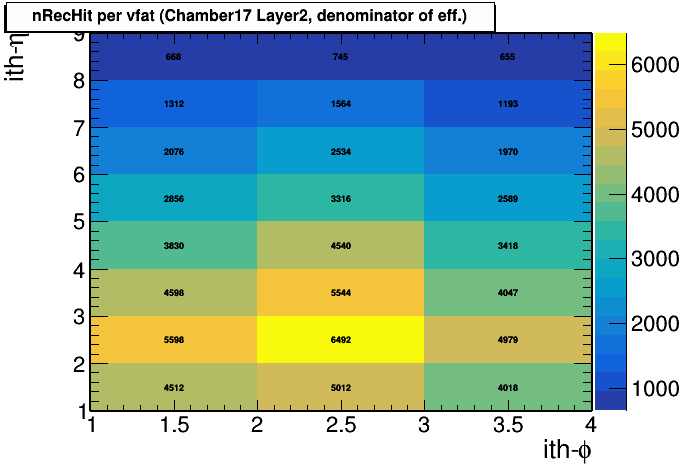 nRecHit per vfat (Chamber17 Layer2, denominator of eff.)
ith-η
9
8
7
6
5
4
3
2
1
668 745 655
1312 1564 1193
2076 2534 1970
2856 3316 2589
3830 4540 3418
4598 5544 4047
5598 6492 4979
4512 5012 4018
1 1.5 2 2.5 3 3.5 4
ith-ϕ
6000
5000
4000
3000
2000
1000